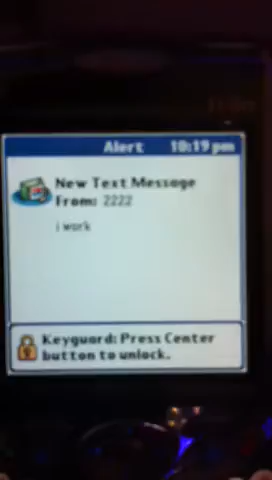 Alert 10:19 pm
New Text Message
From: 2222
i work
Keyguard: Press Center
button to unlock.